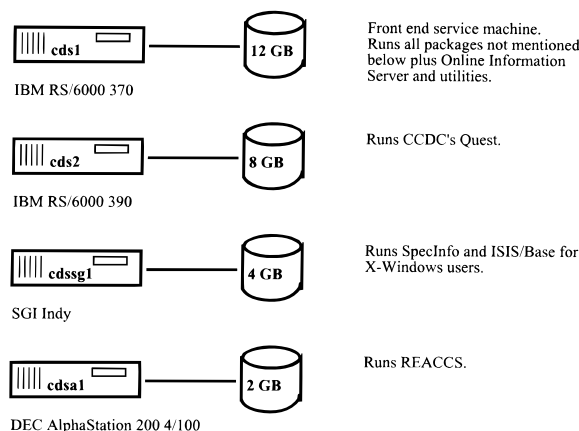 cds1
12 GB
Front end service machine.
Runs all packages not mentioned
below plus Online Information
Server and utilities.
IBM RS/6000 370
cds2
8 GB
Runs CCDC's Quest.
IBM RS/6000 390
cdssg1
4 GB
Runs SpecInfo and ISIS/Base for
X-Windows users.
SGI Indy
cdsa1
2 GB
Runs REACCS.
DEC AlphaStation 200 4/100